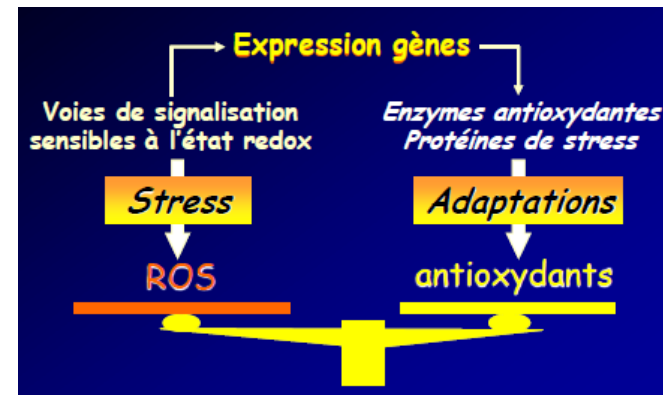 Expression gènes
Voies de signalisation
sensibles à l'état redox
Enzymes antioxydantes
Protéines de stress
Stress
Adaptations
ROS
antioxydants